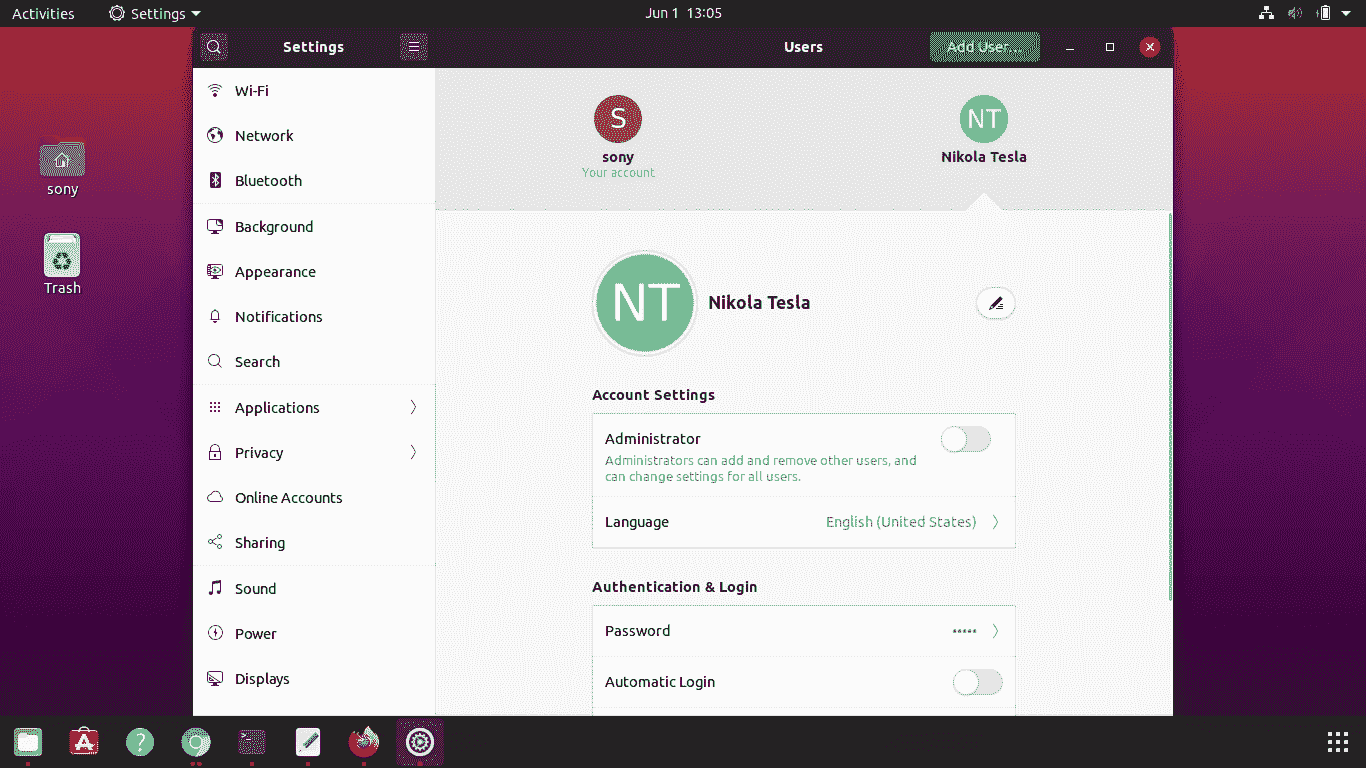 Activities
Settings
Jun 1 13:05
Settings
Users
Add User...
Wi-Fi
Network
Bluetooth
Background
Appearance
Notifications
Search
Applications
Privacy
Online Accounts
Sharing
Sound
Power
Displays
sony
Trash
S
sony
Your account
NT
Nikola Tesla
NT
Nikola Tesla
Account Settings
Administrator
Administrators can add and remove other users, and
can change settings for all users.
Language English (United States)
Authentication & Login
Password •••••
Automatic Login